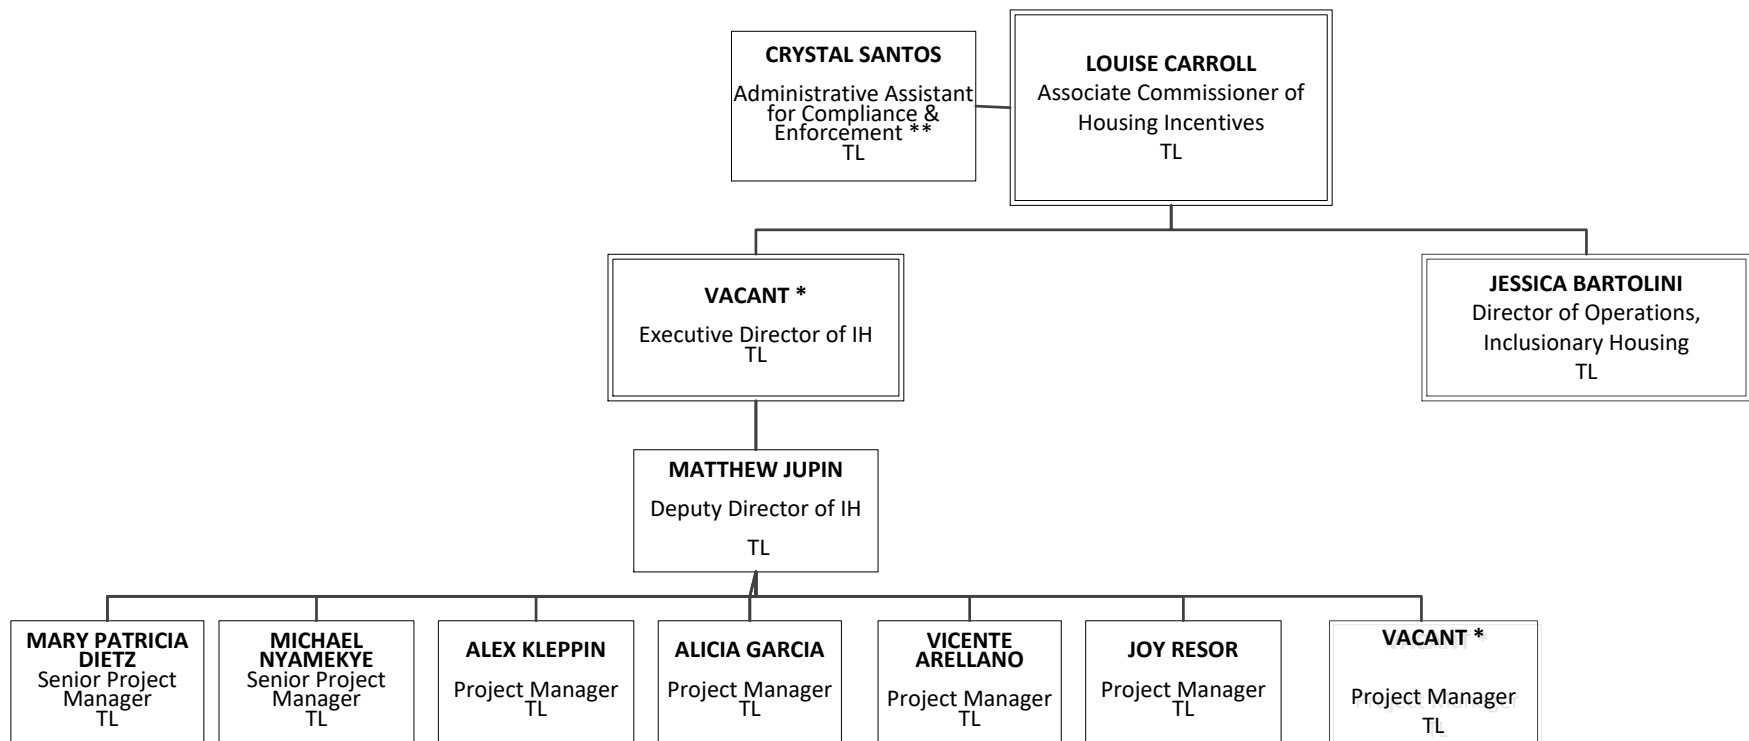 CRYSTAL SANTOS
Administrative Assistant
for Compliance &
Enforcement **
TL
LOUISE CARROLL
Associate Commissioner of
Housing Incentives
TL
VACANT *
Executive Director of IH
TL
JESSICA BARTOLINI
Director of Operations,
Inclusionary Housing
TL
MATTHEW JUPIN
Deputy Director of IH
TL
MARY PATRICIA
DIETZ
Senior Project
Manager
TL
MICHAEL
NYAMEKYE
Senior Project
Manager
TL
ALEX KLEPPIN
Project Manager
TL
ALICIA GARCIA
Project Manager
TL
VICENTE
ARELLANO
Project Manager
TL
JOY RESOR
Project Manager
TL
VACANT *
Project Manager
TL